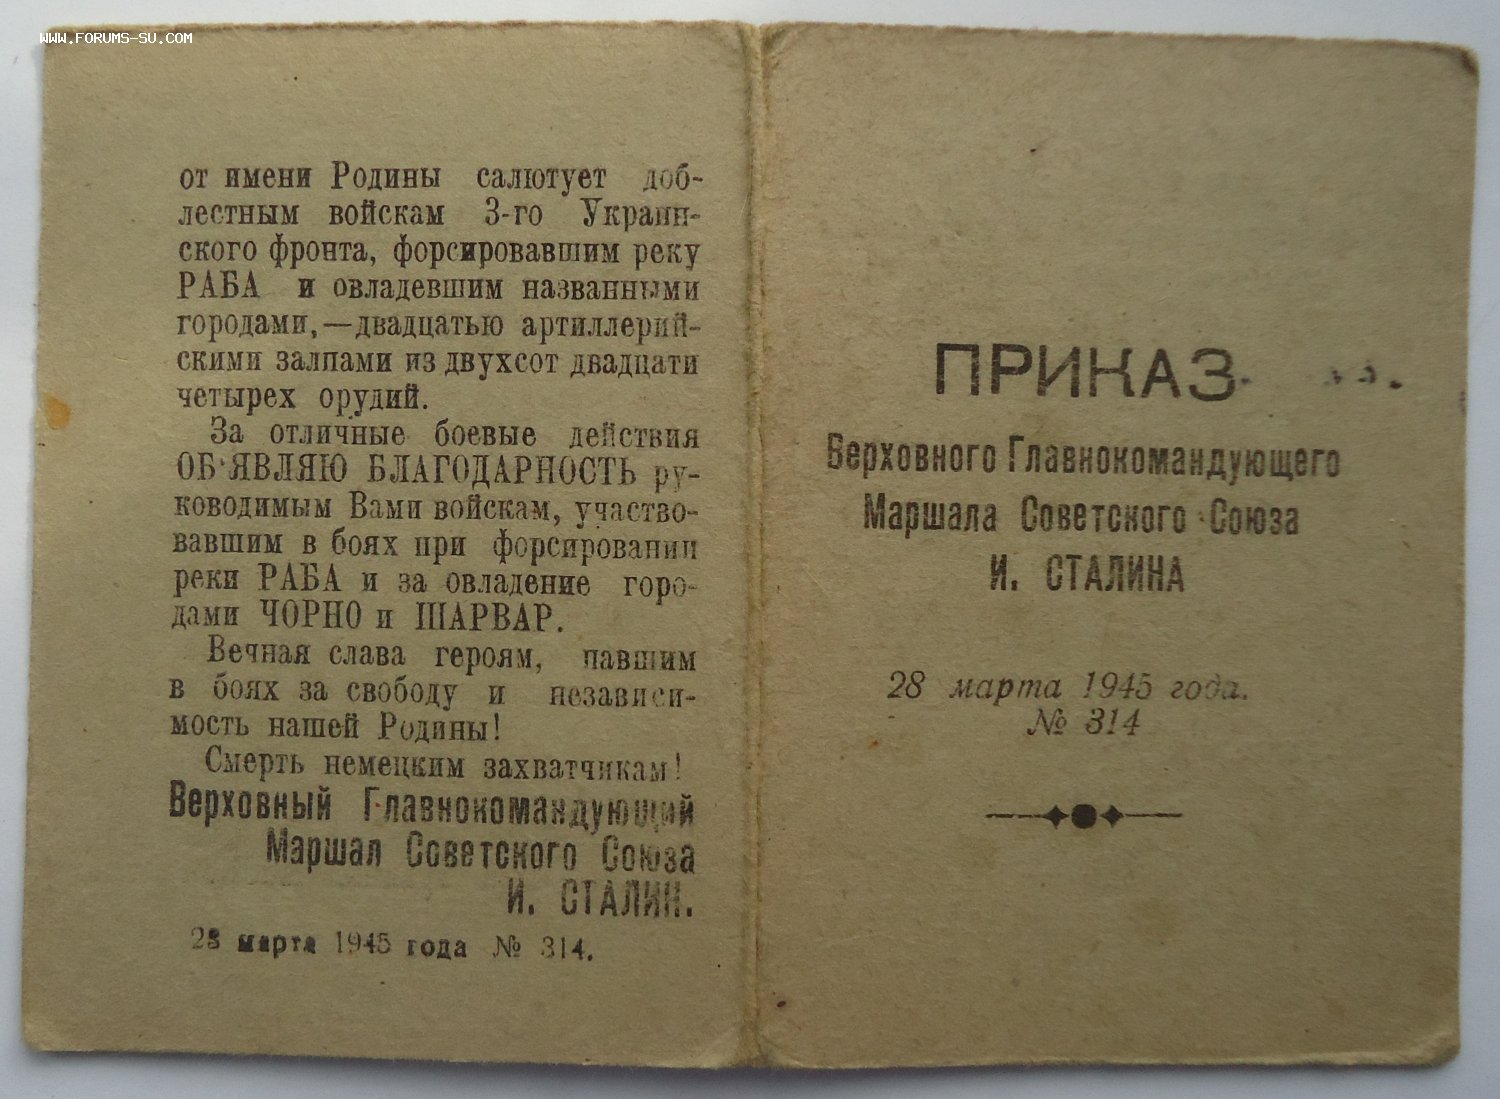 WWW.FORUMS-SU.COM
от имени Родины салютует доб-
лестным войскам 3-го Украин-
ского фронта, форсировавшим реку
РАБА и овладевшим названными
городами,—двадцатью артиллерий-
скими залпами из двухсот двадцати
четырех орудий.
За отличные боевые действия
ОБ'ЯВЛЯЮ БЛАГОДАРНОСТЬ ру-
ководимым Вами войскам, участво-
вавшим в боях при форсировании
реки РАБА и за овладение горо-
дами ЧОРНО и ШАРВАР.
Вечная слава героям, павшим
в боях за свободу и независи-
мость нашей Родины!
Смерть немецким захватчикам!
Верховный Главнокомандующий
Маршал Советского Союза
И. СТАЛИН.
28 марта 1945 года № 314.
ПРИКАЗ
Верховного Главнокомандующего
Маршала Советского Союза
И. СТАЛИНА
28 марта 1945 года.
№ 314